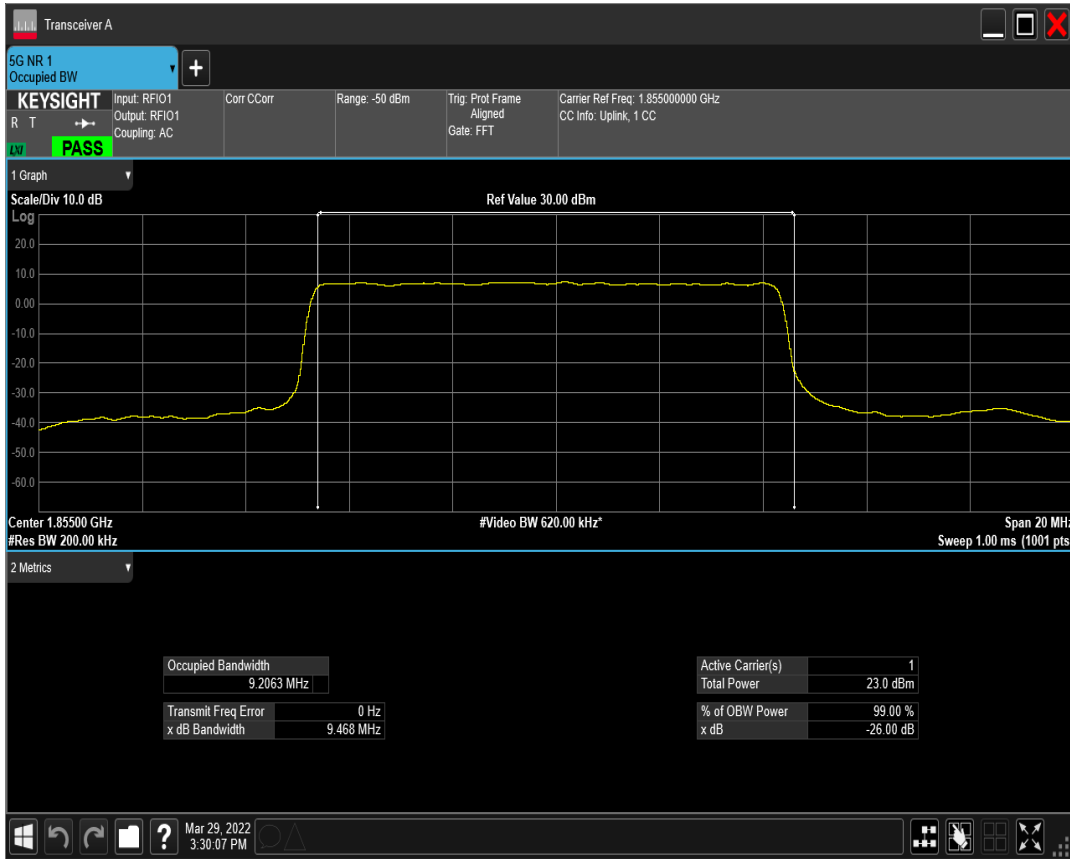 Transceiver A
5G NR 1
Occupied BW
KEYSIGHT
R T
LXI
PASS
Input: RFIO1
Output: RFIO1
Coupling: AC
Corr CCorr
Range: -50 dBm
Trig: Prot Frame
Aligned
Gate: FFT
Carrier Ref Freq: 1.855000000 GHz
CC Info: Uplink, 1 CC
1 Graph
Scale/Div 10.0 dB
Ref Value 30.00 dBm
Log
20.0
10.0
0.00
-10.0
-20.0
-30.0
-40.0
-50.0
-60.0
Center 1.85500 GHz
#Video BW 620.00 kHz*
Span 20 MHz
#Res BW 200.00 kHz
Sweep 1.00 ms (1001 pts
2 Metrics
Occupied Bandwidth
9.2063 MHz
Transmit Freq Error 0 Hz
x dB Bandwidth 9.468 MHz
Active Carrier(s) 1
Total Power 23.0 dBm
% of OBW Power 99.00 %
x dB -26.00 dB
?
Mar 29, 2022
3:30:07 PM